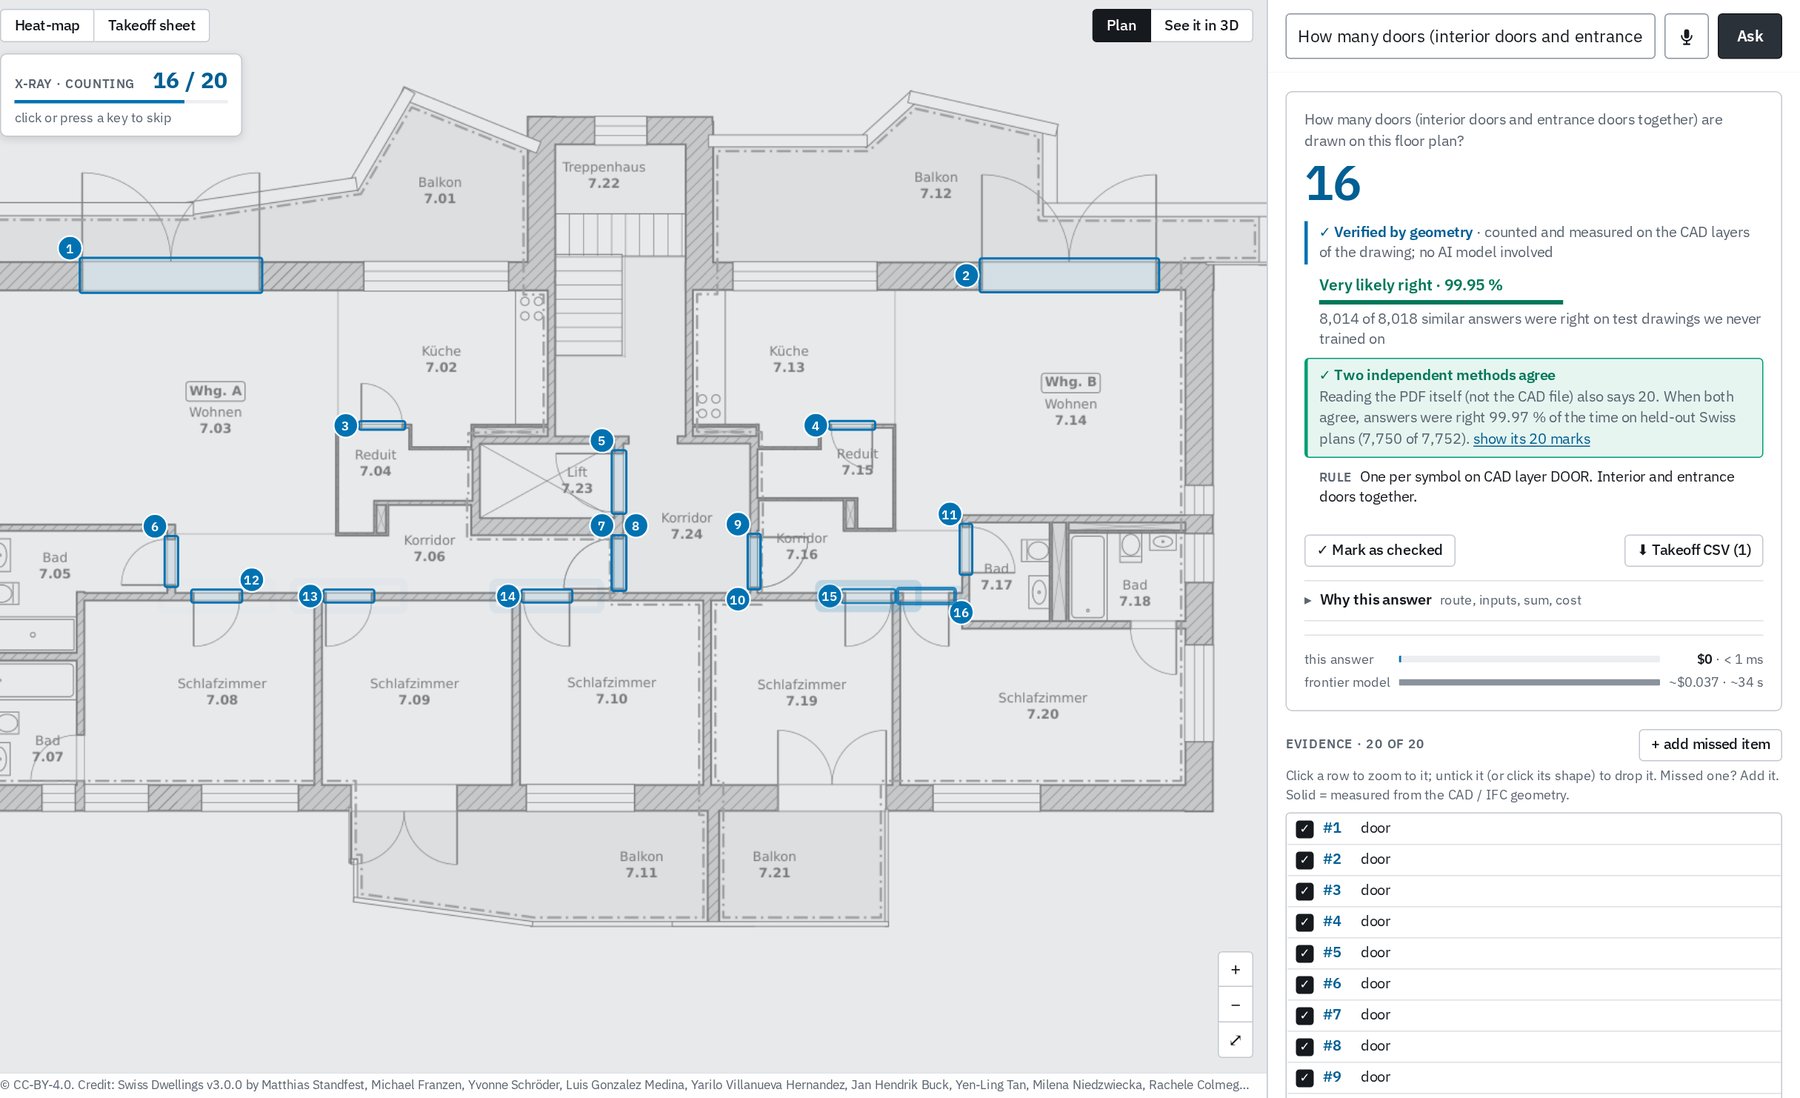 Heat-map
Takeoff sheet
Plan
See it in 3D
X-RAY · COUNTING 16 / 20
click or press a key to skip
Treppenhaus
7.22
Balkon
7.01
Balkon
7.12
1
2
Küche
7.02
Küche
7.13
Whg. A
Wohnen
7.03
Whg. B
Wohnen
7.14
3
4
5
Reduit
7.04
Lift
7.23
Reduit
7.15
6
7
8
9
11
Korridor
7.24
Korridor
7.06
Korridor
7.16
Bad
7.05
Bad
7.17
Bad
7.18
12
13
14
10
15
16
Schlafzimmer
7.08
Schlafzimmer
7.09
Schlafzimmer
7.10
Schlafzimmer
7.19
Schlafzimmer
7.20
Bad
7.07
Balkon
7.11
Balkon
7.21
+
−
© CC-BY-4.0. Credit: Swiss Dwellings v3.0.0 by Matthias Standfest, Michael Franzen, Yvonne Schröder, Luis Gonzalez Medina, Yarilo Villanueva Hernandez, Jan Hendrik Buck, Yen-Ling Tan, Milena Niedzwiecka, Rachele Colmeg...
How many doors (interior doors and entrance
Ask
How many doors (interior doors and entrance doors together) are
drawn on this floor plan?
16
✓ Verified by geometry · counted and measured on the CAD layers
of the drawing; no AI model involved
Very likely right · 99.95 %
8,014 of 8,018 similar answers were right on test drawings we never
trained on
✓ Two independent methods agree
Reading the PDF itself (not the CAD file) also says 20. When both
agree, answers were right 99.97 % of the time on held-out Swiss
plans (7,750 of 7,752). show its 20 marks
RULE One per symbol on CAD layer DOOR. Interior and entrance
doors together.
✓ Mark as checked
⬇ Takeoff CSV (1)
▸ Why this answer route, inputs, sum, cost
this answer $0 · < 1 ms
frontier model ~$0.037 · ~34 s
EVIDENCE · 20 OF 20
+ add missed item
Click a row to zoom to it; untick it (or click its shape) to drop it. Missed one? Add it.
Solid = measured from the CAD / IFC geometry.
✓ #1 door
✓ #2 door
✓ #3 door
✓ #4 door
✓ #5 door
✓ #6 door
✓ #7 door
✓ #8 door
✓ #9 door